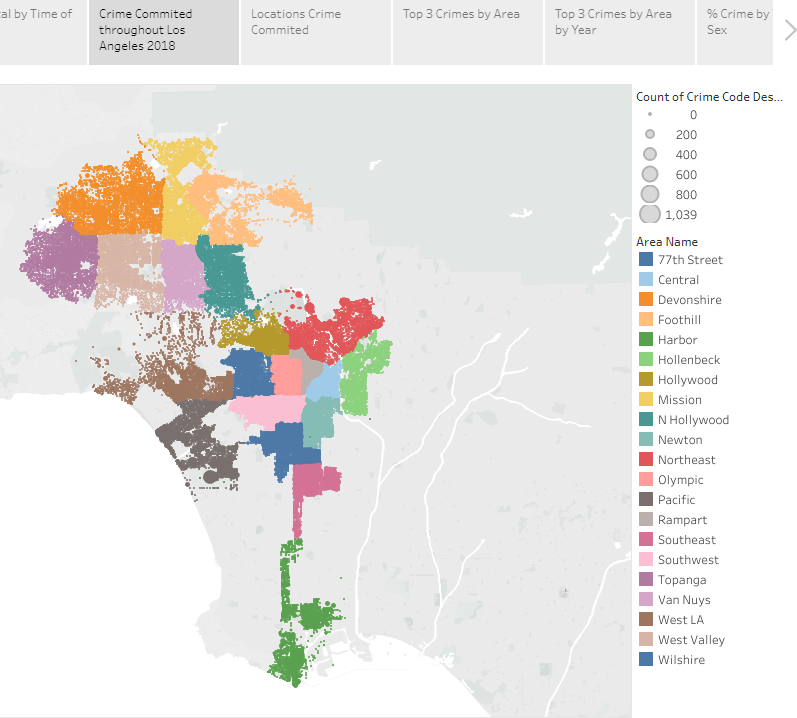 tal by Time of
Crime Commited
throughout Los
Angeles 2018
Locations Crime
Commited
Top 3 Crimes by Area
Top 3 Crimes by Area
by Year
% Crime by
Sex
Count of Crime Code Des...
0
200
400
600
800
1,039
Area Name
77th Street
Central
Devonshire
Foothill
Harbor
Hollenbeck
Hollywood
Mission
N Hollywood
Newton
Northeast
Olympic
Pacific
Rampart
Southeast
Southwest
Topanga
Van Nuys
West LA
West Valley
Wilshire